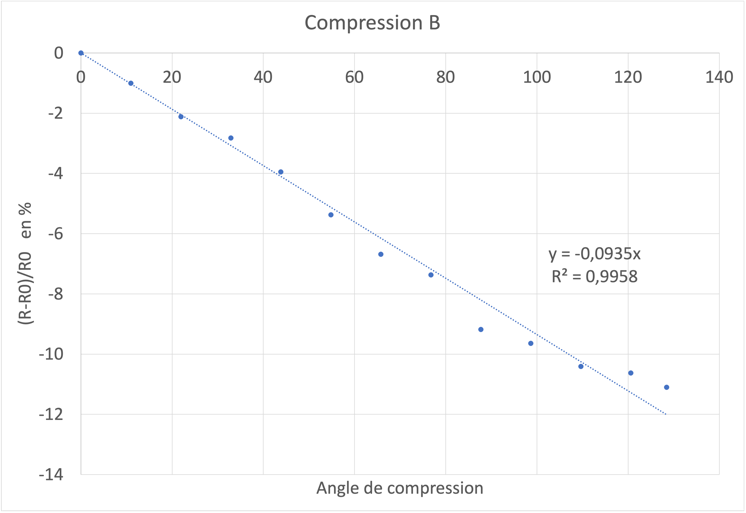 Compression B
0
0 20 40 60 80 100 120 140
-2
-4
-6
-8
-10
-12
-14
(R-R0)/R0 en %
y = -0,0935x
R² = 0,9958
Angle de compression